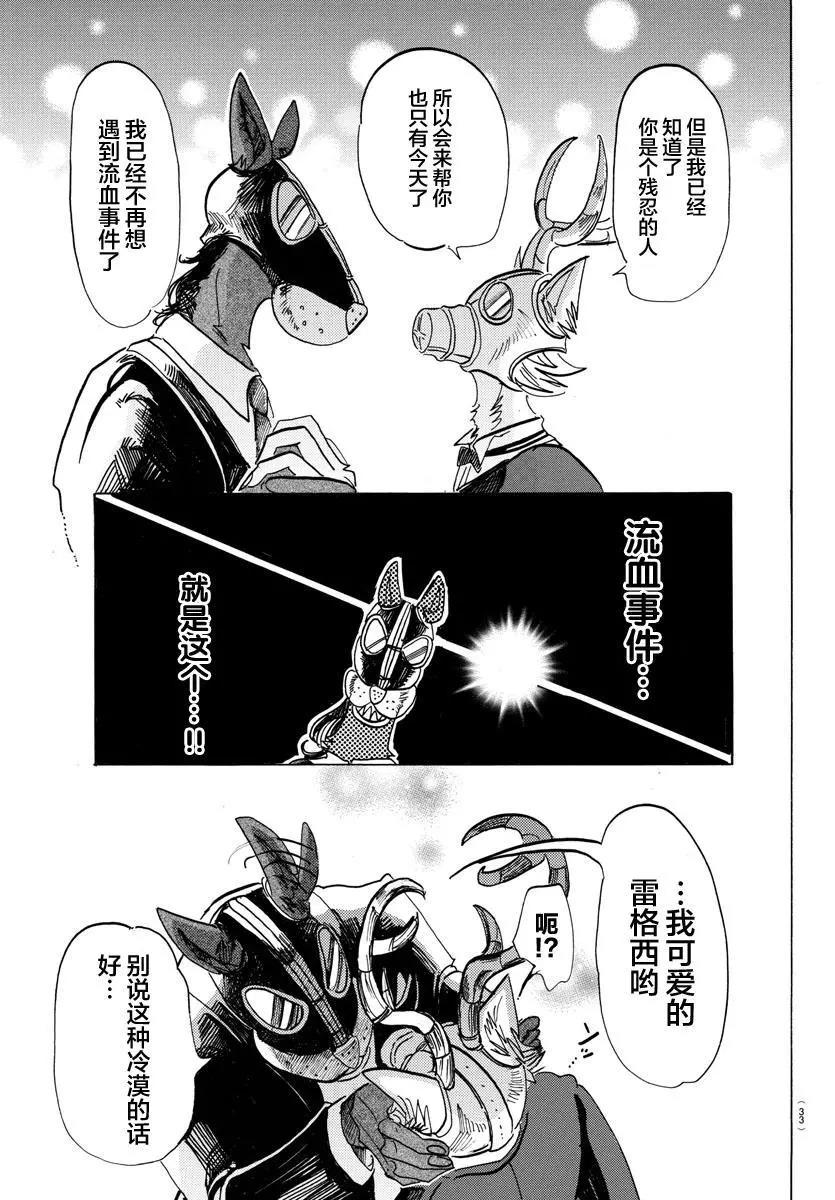 但是我已经
知道了
你是个残忍的人
所以会来帮你
也只有今天了
我已经不再想
遇到流血事件了
流血事件…
就是这个…!!
…我可爱的
雷格西哟
呃!?
别说这种冷漠的话
好…
(33)